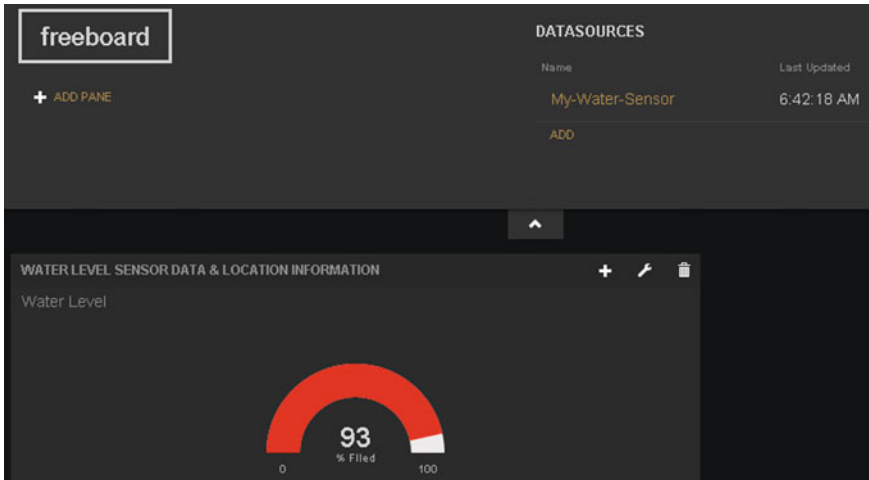 freeboard
ADD PANE
DATASOURCES
Name Last Updated
My-Water-Sensor 6:42:18 AM
ADD
WATER LEVEL SENSOR DATA & LOCATION INFORMATION
Water Level
93
% Flled
0 100